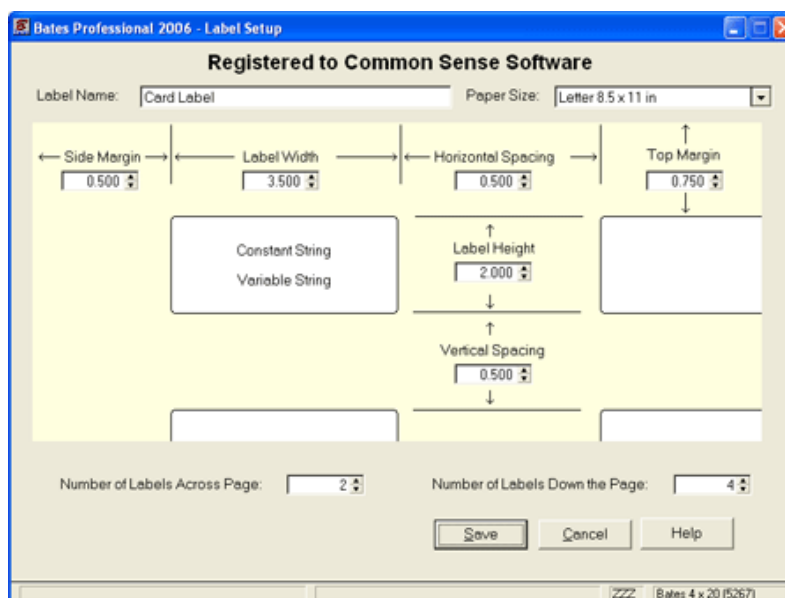 Bates Professional 2006 - Label Setup
Registered to Common Sense Software
Label Name: Card Label Paper Size: Letter 8.5 x 11 in
Side Margin Label Width Horizontal Spacing Top Margin
0.500 3.500 0.500 0.750
Constant String
Variable String
Label Height
2.000
Vertical Spacing
0.500
Number of Labels Across Page: 2 Number of Labels Down the Page: 4
Save Cancel Help
ZZZ Bates 4 x 20 (5267)